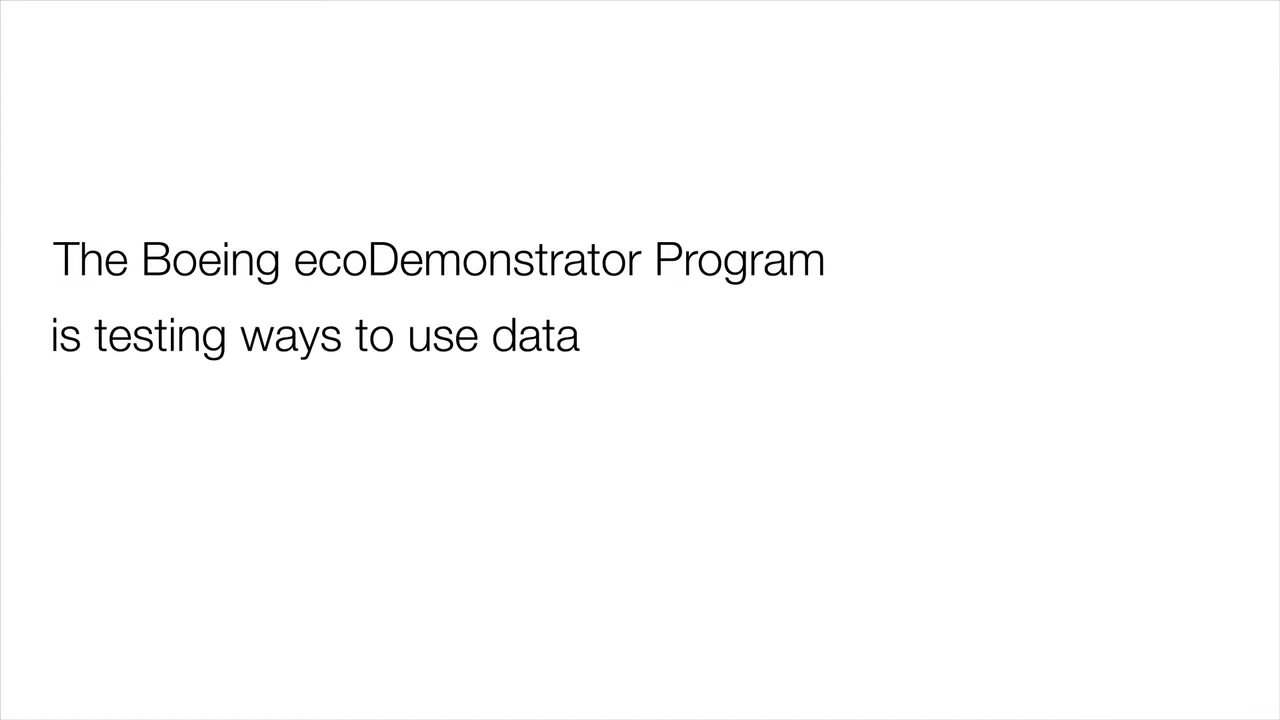 The Boeing ecoDemonstrator Program
is testing ways to use data